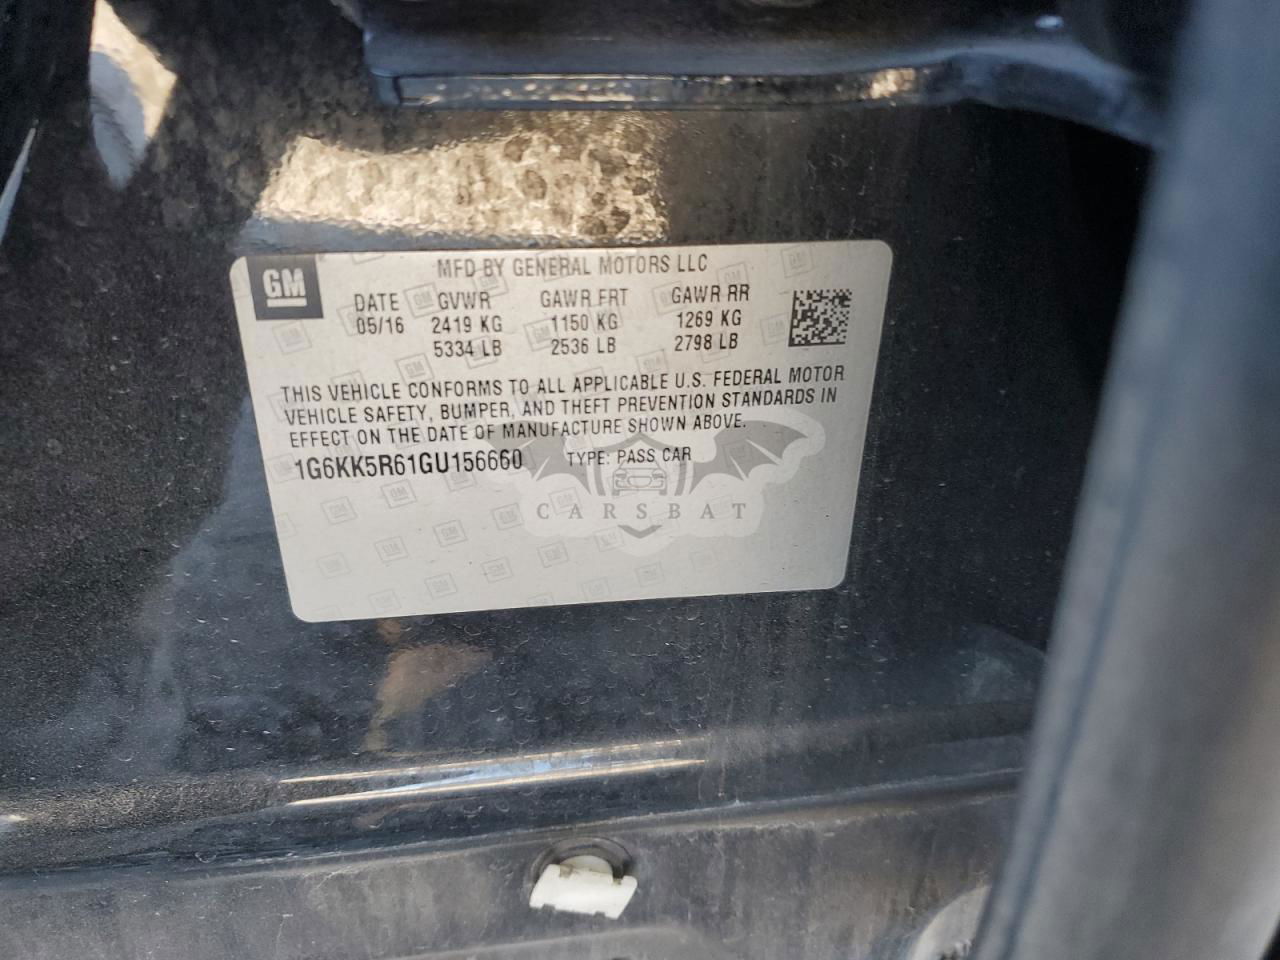 GM
MFD BY GENERAL MOTORS LLC
DATE GVWR GAWR FRT GAWR RR
05/16 2419 KG 1150 KG 1269 KG
5334 LB 2536 LB 2798 LB
THIS VEHICLE CONFORMS TO ALL APPLICABLE U.S. FEDERAL MOTOR
VEHICLE SAFETY, BUMPER, AND THEFT PREVENTION STANDARDS IN
EFFECT ON THE DATE OF MANUFACTURE SHOWN ABOVE.
1G6KK5R61GU156660 TYPE: PASS CAR
CARSBAT